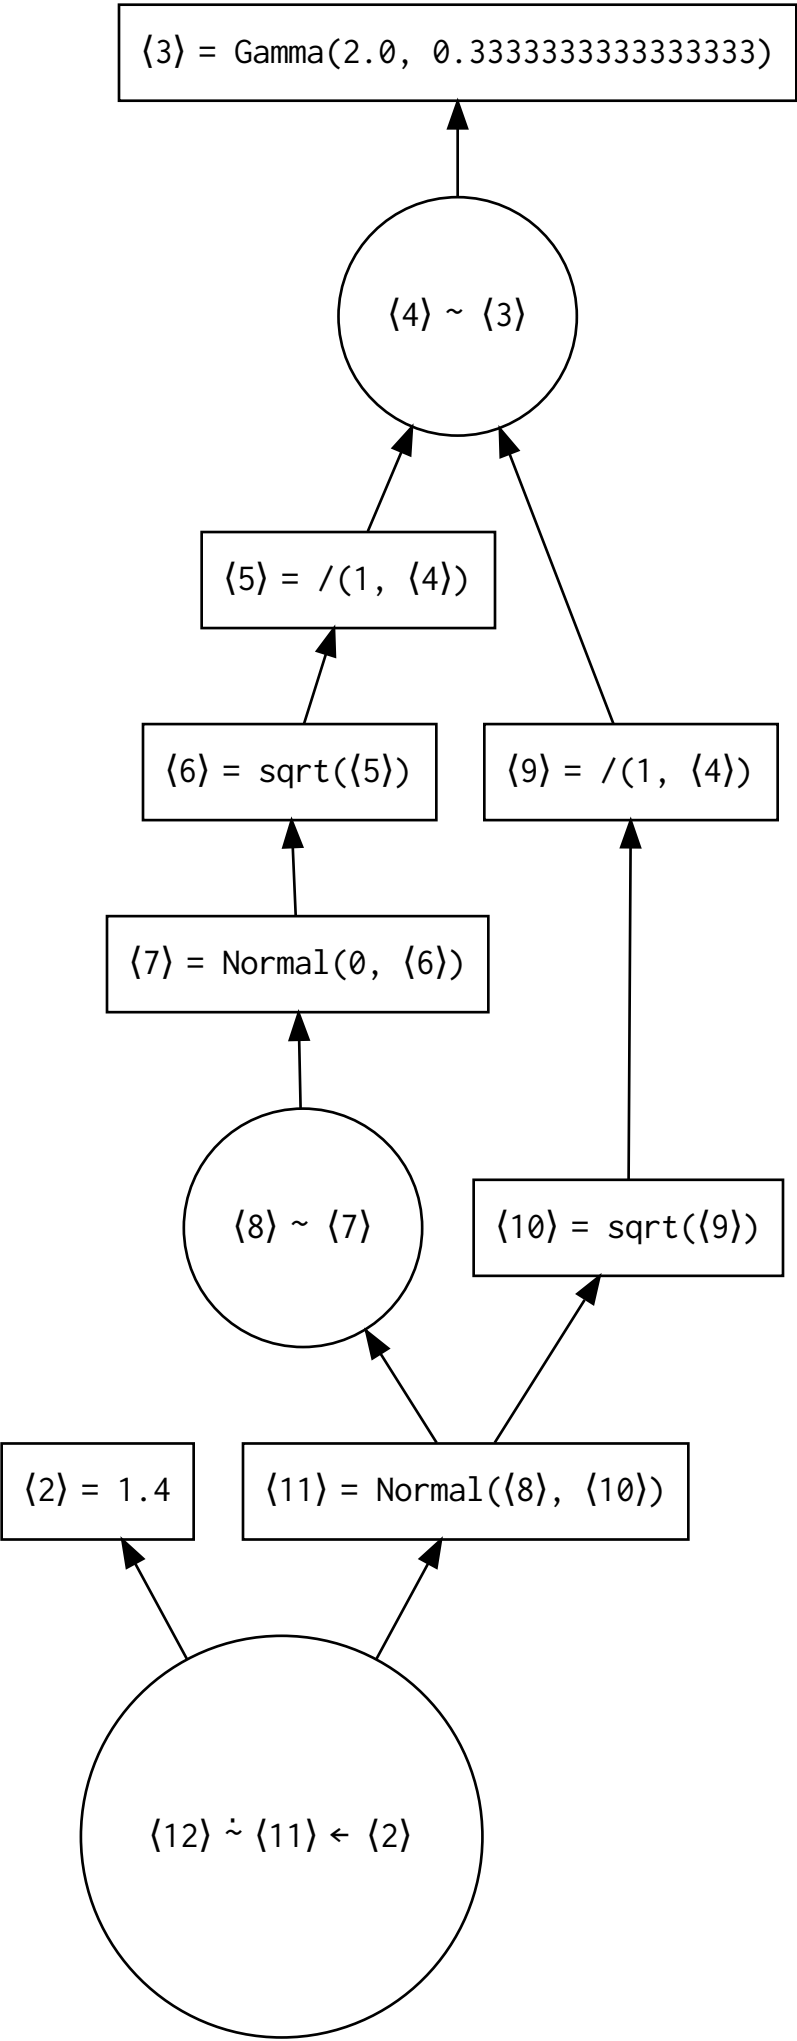 ⟨3⟩ = Gamma(2.0, 0.3333333333333333)
⟨4⟩ ~ ⟨3⟩
⟨5⟩ = /(1, ⟨4⟩)
⟨6⟩ = sqrt(⟨5⟩)
⟨9⟩ = /(1, ⟨4⟩)
⟨7⟩ = Normal(0, ⟨6⟩)
⟨8⟩ ~ ⟨7⟩
⟨10⟩ = sqrt(⟨9⟩)
⟨2⟩ = 1.4
⟨11⟩ = Normal(⟨8⟩, ⟨10⟩)
⟨12⟩ ⩪ ⟨11⟩ ← ⟨2⟩